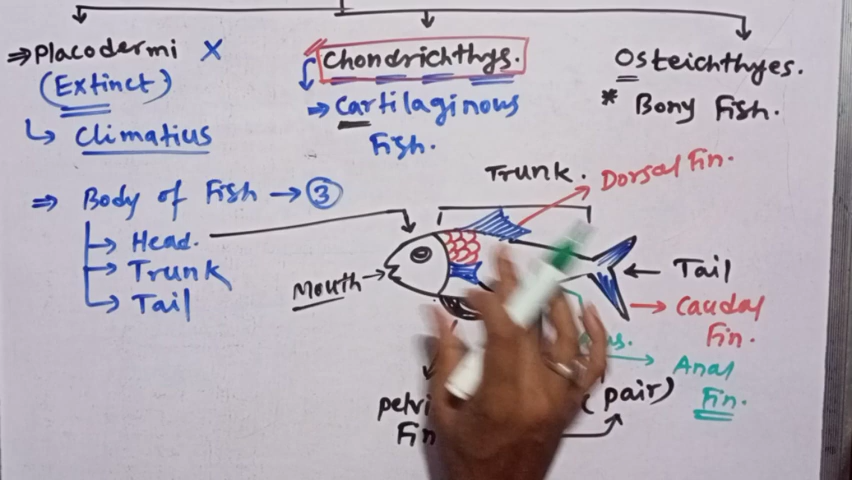 ⇒ Placodermi X
(Extinct)
↳ Climatius
Chondrichthys.
⇒ Cartilaginous
Fish.
Osteichthyes.
* Bony Fish.
⇒ Body of Fish → 3
Head.
Trunk
Tail
Trunk.
Dorsal Fin.
Mouth
Tail
Caudal
Fin.
Anal
Fin.
Fin
(pair)